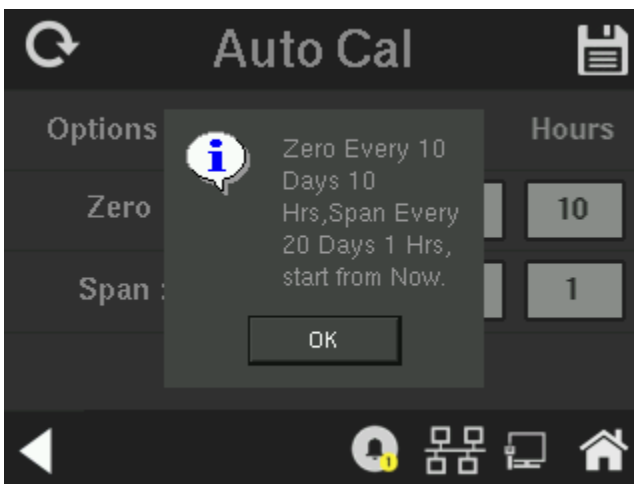 Auto Cal
Options
Hours
Zero Every 10
Days 10
Hrs,Span Every
20 Days 1 Hrs,
start from Now.
Zero
10
Span :
1
OK
1